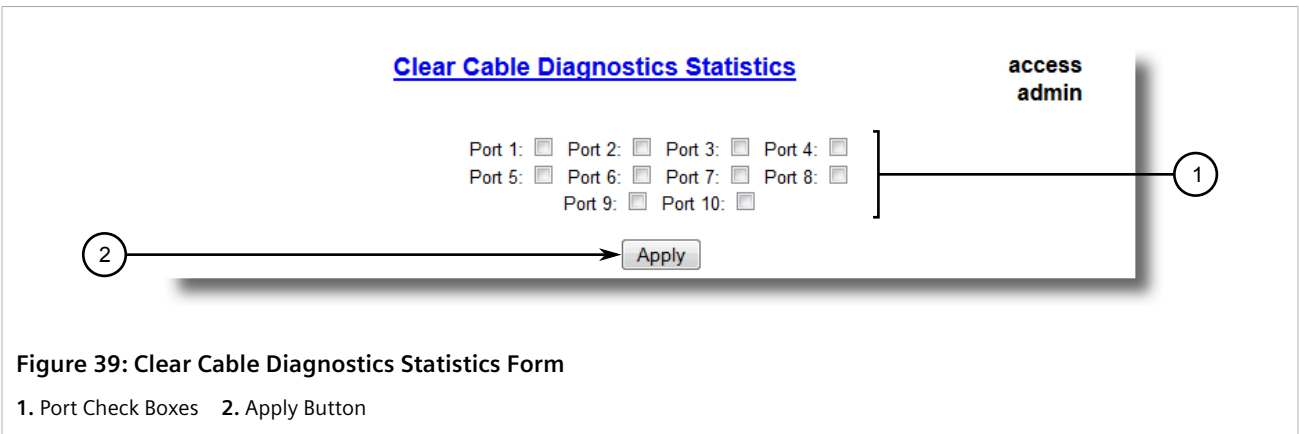 Clear Cable Diagnostics Statistics
access
admin
Port 1: Port 2: Port 3: Port 4:
Port 5: Port 6: Port 7: Port 8:
Port 9: Port 10:
1
2
Apply
Figure 39: Clear Cable Diagnostics Statistics Form
1. Port Check Boxes 2. Apply Button